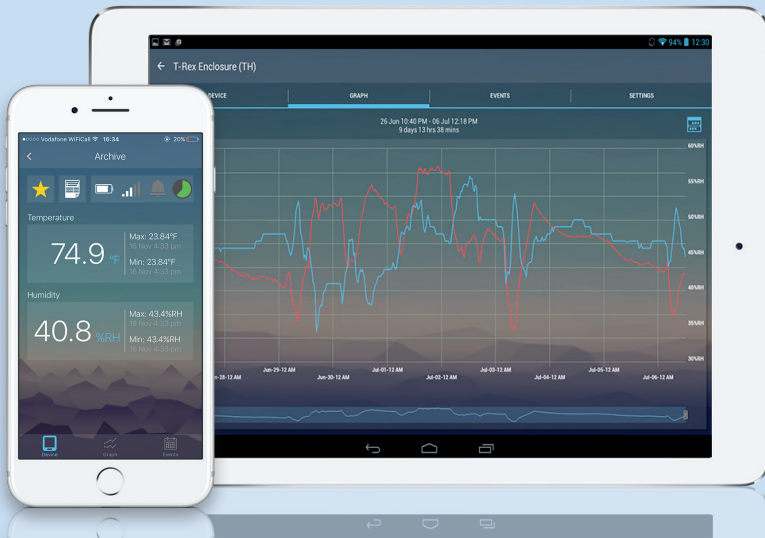 ●○○○○ Vodafone WiFiCall 16:34 20%
Archive
Temperature
74.9 °F
Max: 23.84°F
16 Nov 4:33 pm
Min: 23.84°F
16 Nov 4:33 pm
Humidity
40.8 %RH
Max: 43.4%RH
16 Nov 4:33 pm
Min: 43.4%RH
16 Nov 4:33 pm
Device Graph Events
94% 12:30
T-Rex Enclosure (TH)
DEVICE GRAPH EVENTS SETTINGS
26 Jun 10:40 PM - 06 Jul 12:18 PM
9 days 13 hrs 38 mins
60%RH
55%RH
50%RH
45%RH
40%RH
35%RH
30%RH
n-28-12 AM Jun-29-12 AM Jun-30-12 AM Jul-01-12 AM Jul-02-12 AM Jul-03-12 AM Jul-04-12 AM Jul-05-12 AM Jul-06-12 AM